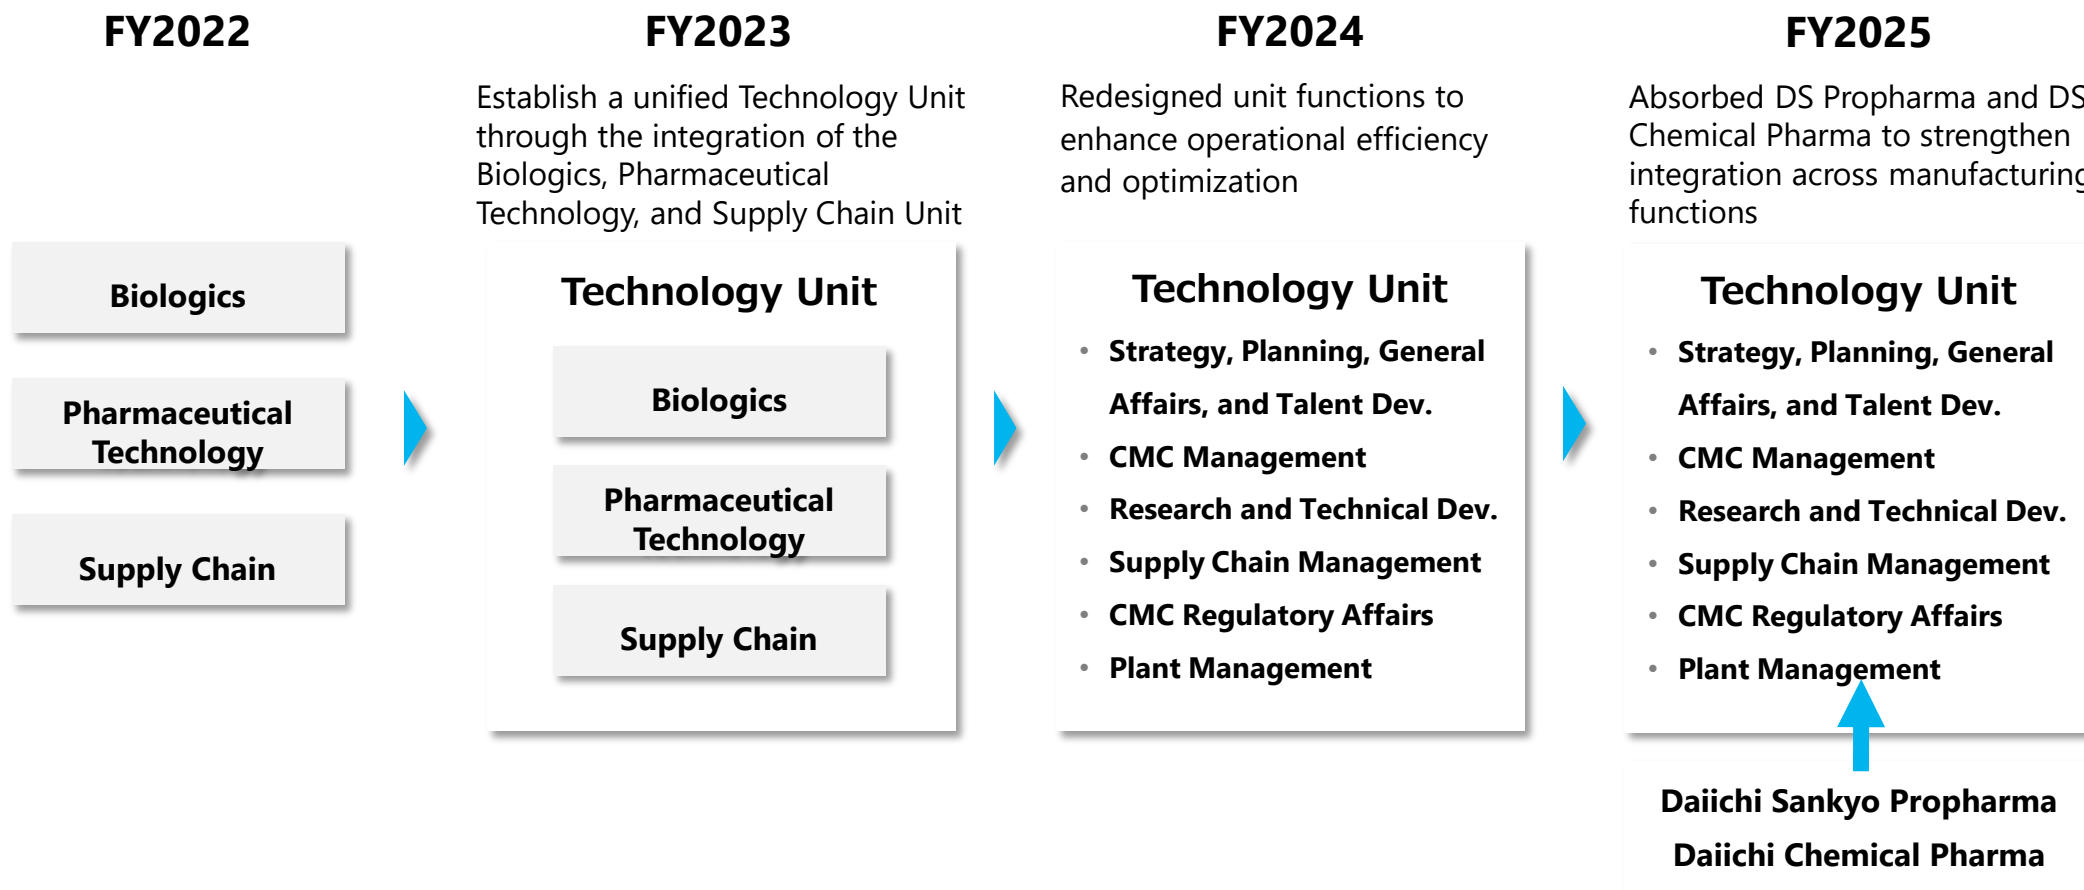 FY2022
Biologics
Pharmaceutical
Technology
Supply Chain
FY2023
Establish a unified Technology Unit
through the integration of the
Biologics, Pharmaceutical
Technology, and Supply Chain Unit
Technology Unit
Biologics
Pharmaceutical
Technology
Supply Chain
FY2024
Redesigned unit functions to
enhance operational efficiency
and optimization
Technology Unit
• Strategy, Planning, General
Affairs, and Talent Dev.
• CMC Management
• Research and Technical Dev.
• Supply Chain Management
• CMC Regulatory Affairs
• Plant Management
FY2025
Absorbed DS Propharma and DS
Chemical Pharma to strengthen
integration across manufacturing
functions
Technology Unit
• Strategy, Planning, General
Affairs, and Talent Dev.
• CMC Management
• Research and Technical Dev.
• Supply Chain Management
• CMC Regulatory Affairs
• Plant Management
Daiichi Sankyo Propharma
Daiichi Chemical Pharma